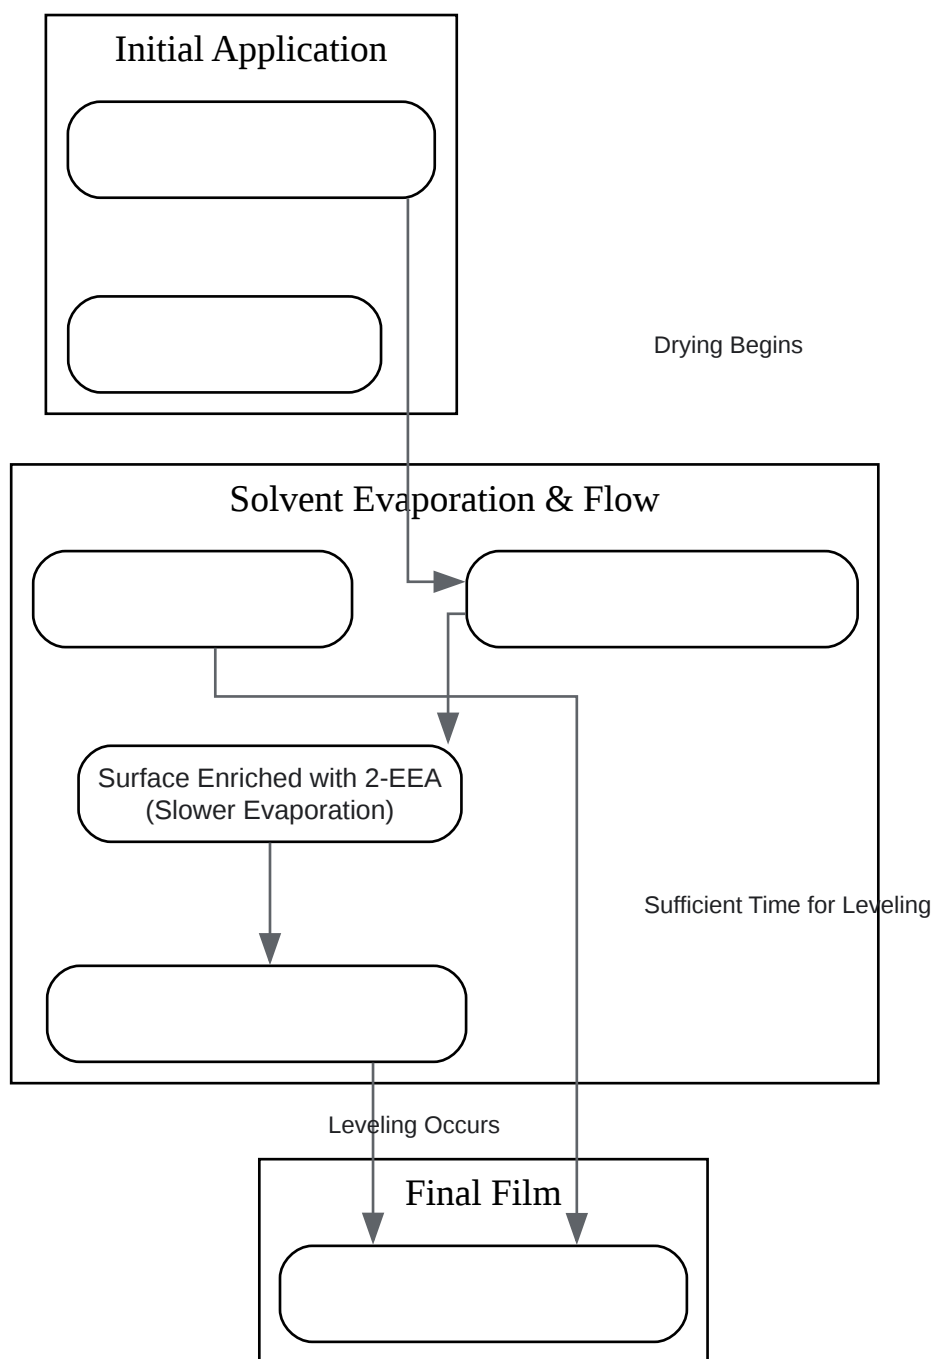 Initial Application
Drying Begins
Solvent Evaporation & Flow
Surface Enriched with 2-EEA
(Slower Evaporation)
Sufficient Time for Leveling
Leveling Occurs
Final Film